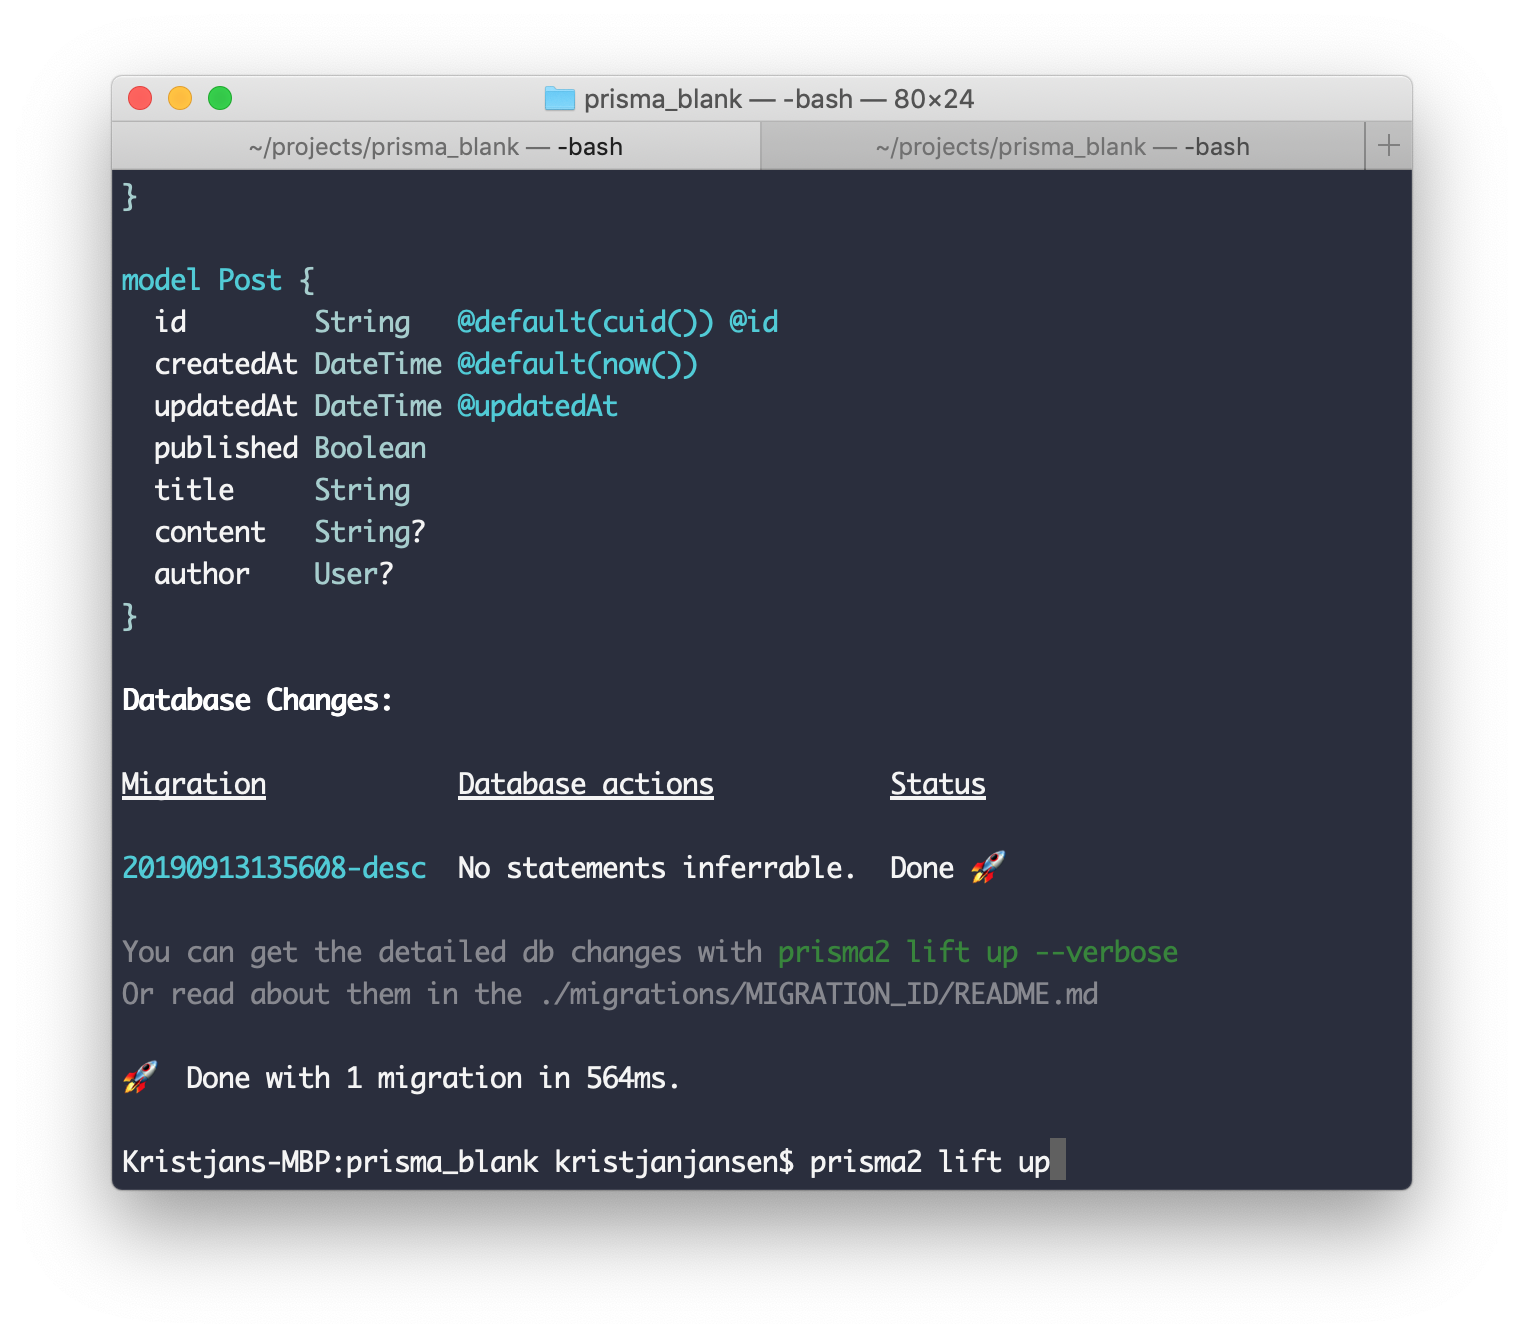 prisma_blank — -bash — 80×24
~/projects/prisma_blank — -bash ~/projects/prisma_blank — -bash
}
model Post {
  id        String   @default(cuid()) @id
  createdAt DateTime @default(now())
  updatedAt DateTime @updatedAt
  published Boolean
  title     String
  content   String?
  author    User?
}
Database Changes:
Migration            Database actions           Status
20190913135608-desc  No statements inferrable.  Done 🚀
You can get the detailed db changes with prisma2 lift up --verbose
Or read about them in the ./migrations/MIGRATION_ID/README.md
🚀  Done with 1 migration in 564ms.
Kristjans-MBP:prisma_blank kristjanjansen$ prisma2 lift up